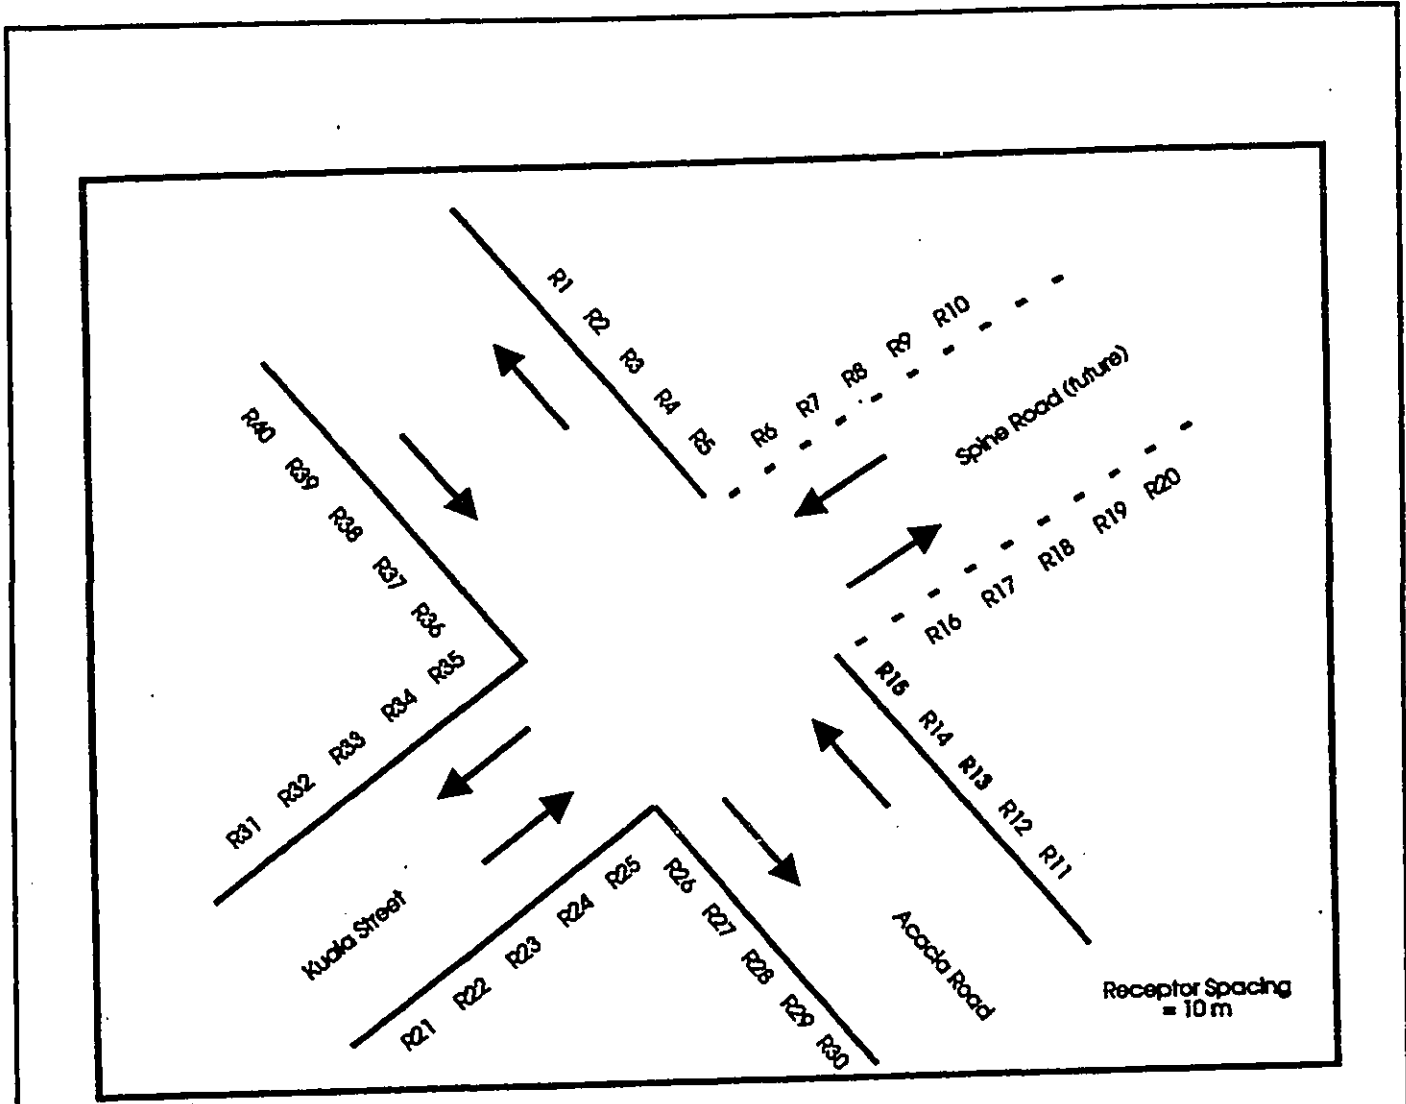 R1
R2
R3
R4
R5
R6
R7
R8
R9
R10
Spine Road (future)
R40
R39
R38
R37
R36
R35
R34
R33
R32
R31
R20
R19
R18
R17
R16
R15
R14
R13
R12
R11
Kuala Street
R25
R24
R23
R22
R21
R26
R27
R28
R29
R30
Acacia Road
Receptor Spacing
= 10 m